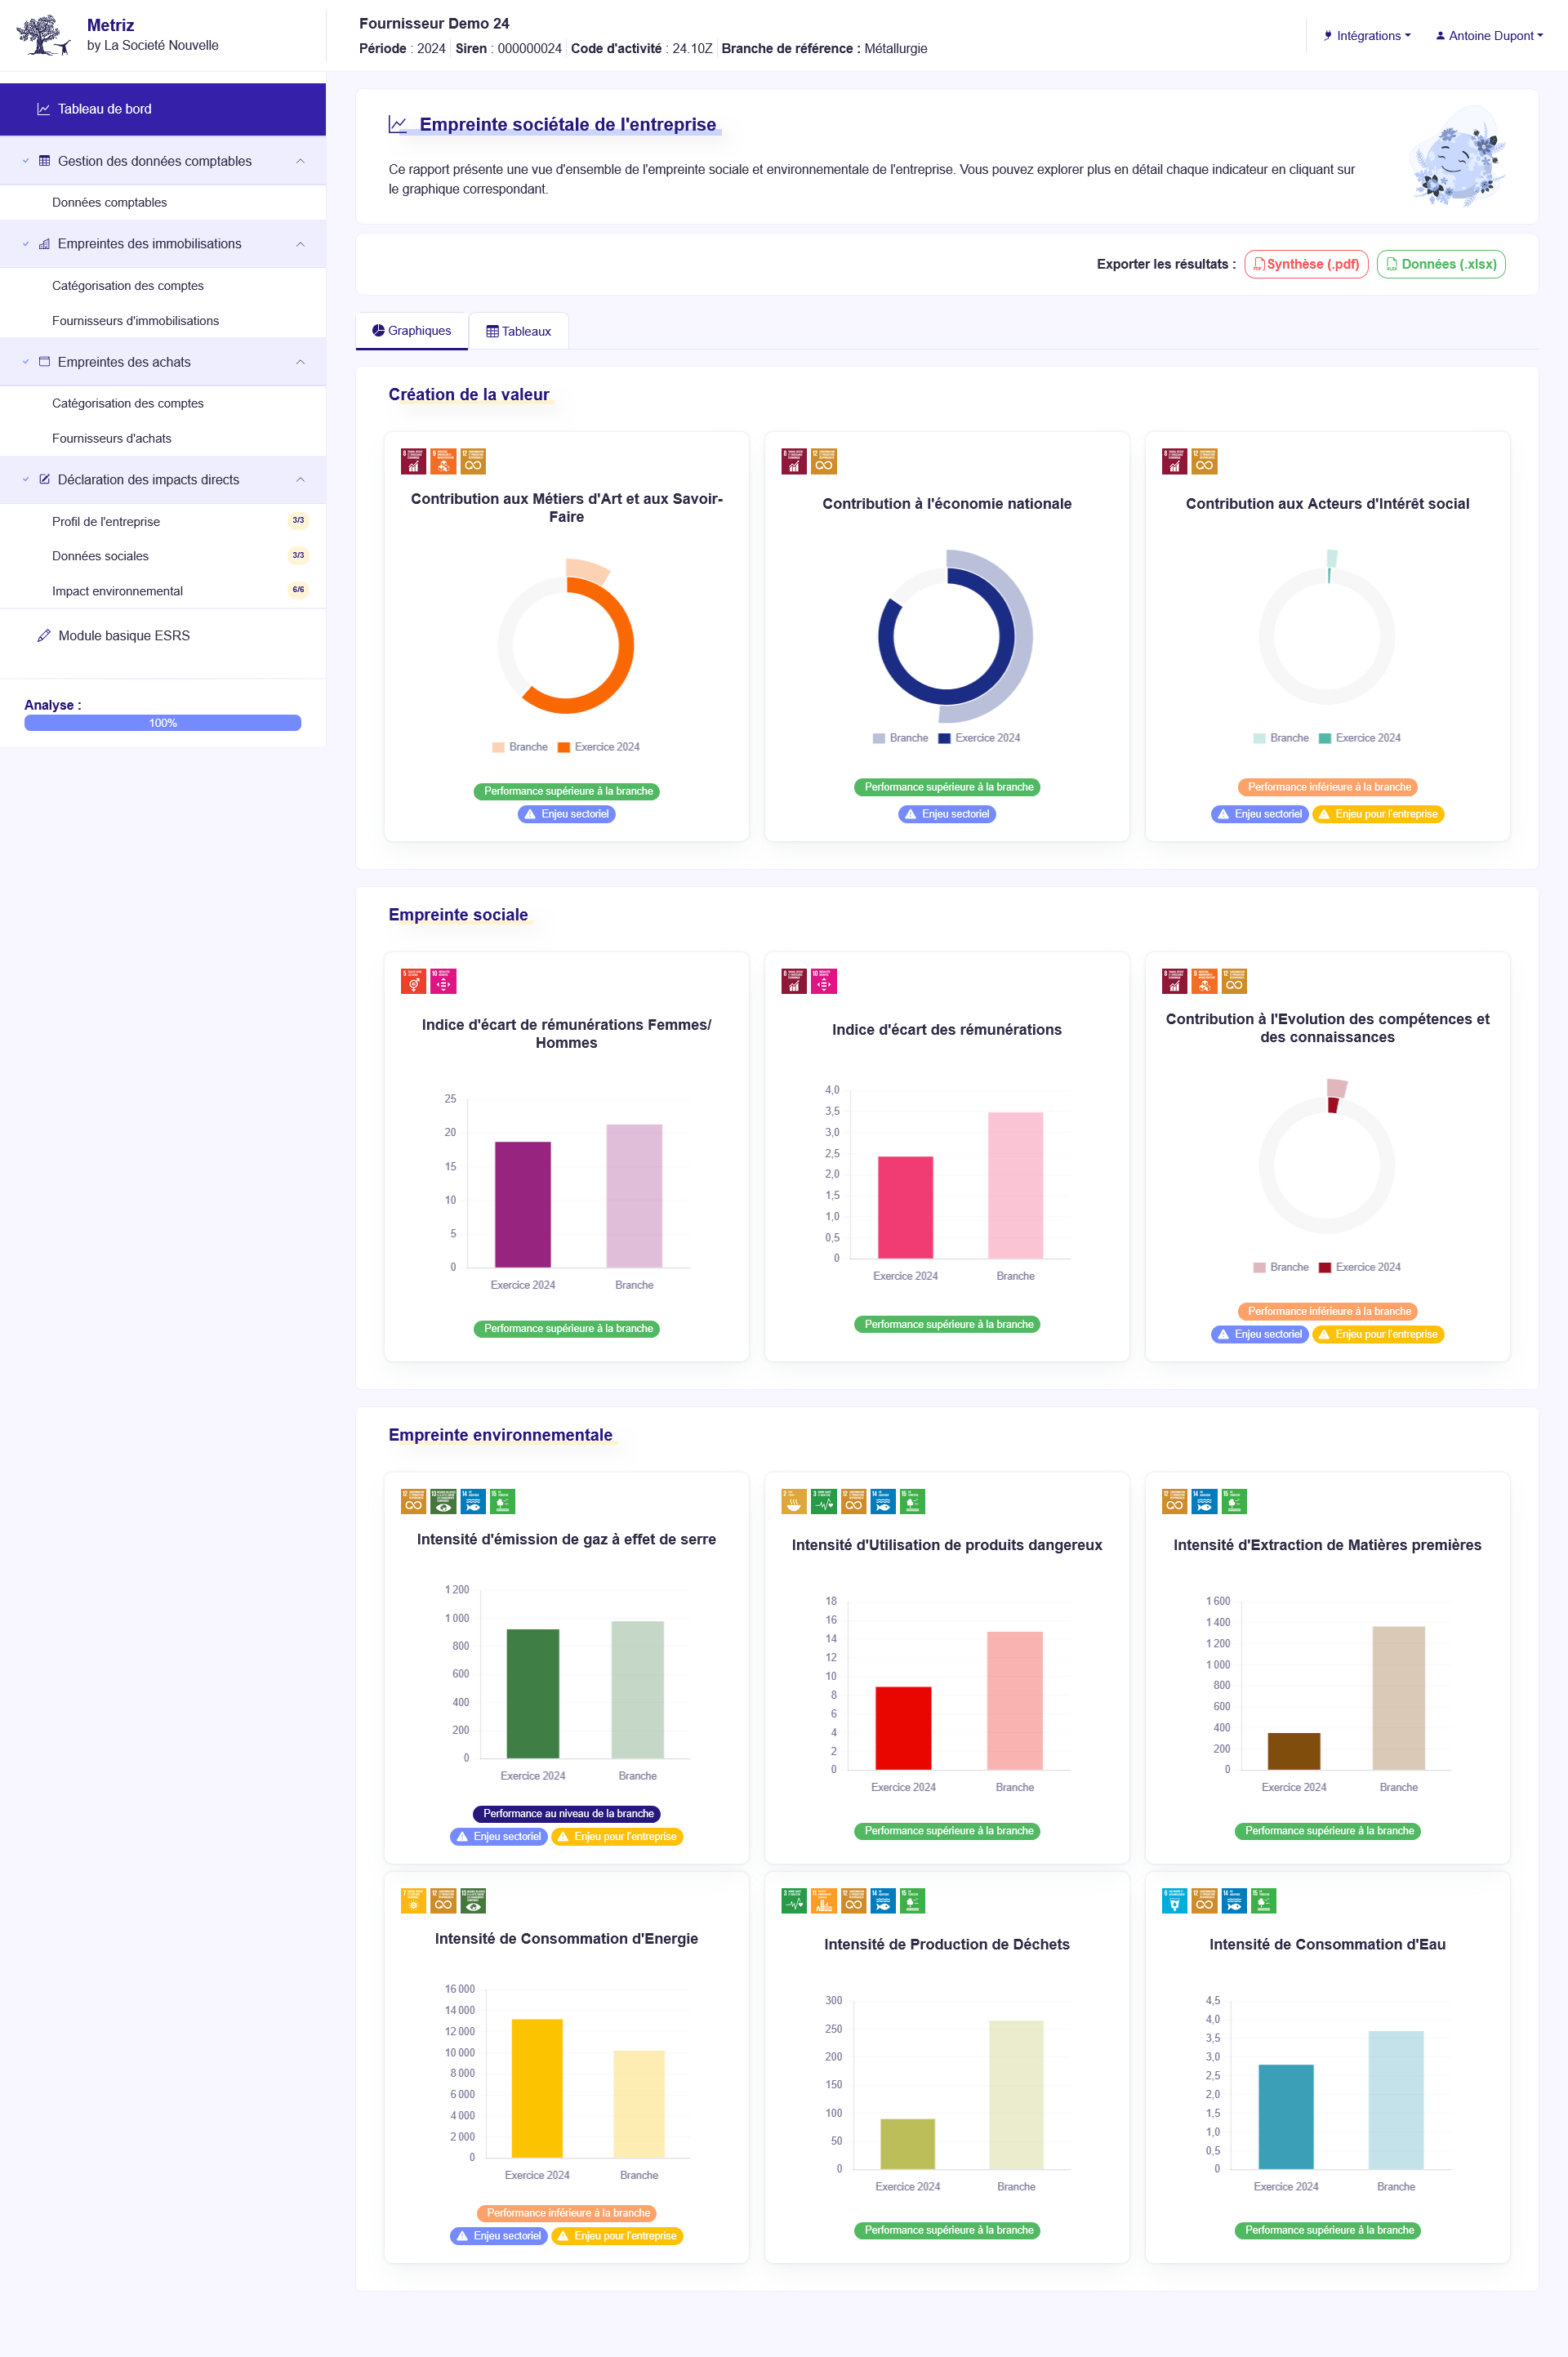 Metriz
by La Societé Nouvelle
Fournisseur Demo 24
Période : 2024 Siren : 000000024 Code d'activité : 24.10Z Branche de référence : Métallurgie
Intégrations
Antoine Dupont
Tableau de bord
Gestion des données comptables
Données comptables
Empreintes des immobilisations
Catégorisation des comptes
Fournisseurs d'immobilisations
Empreintes des achats
Catégorisation des comptes
Fournisseurs d'achats
Déclaration des impacts directs
Profil de l'entreprise 3/3
Données sociales 3/3
Impact environnemental 6/6
Module basique ESRS
Analyse :
100%
Empreinte sociétale de l'entreprise
Ce rapport présente une vue d'ensemble de l'empreinte sociale et environnementale de l'entreprise. Vous pouvez explorer plus en détail chaque indicateur en cliquant sur
le graphique correspondant.
Exporter les résultats : Synthèse (.pdf) Données (.xlsx)
Graphiques Tableaux
Création de la valeur
Contribution aux Métiers d'Art et aux Savoir-
Faire
Branche Exercice 2024
Performance supérieure à la branche
Enjeu sectoriel
Contribution à l'économie nationale
Branche Exercice 2024
Performance supérieure à la branche
Enjeu sectoriel
Contribution aux Acteurs d'Intérêt social
Branche Exercice 2024
Performance inférieure à la branche
Enjeu sectoriel Enjeu pour l'entreprise
Empreinte sociale
Indice d'écart de rémunérations Femmes/
Hommes
25
20
15
10
5
0
Exercice 2024 Branche
Performance supérieure à la branche
Indice d'écart des rémunérations
4,0
3,5
3,0
2,5
2,0
1,5
1,0
0,5
0
Exercice 2024 Branche
Performance supérieure à la branche
Contribution à l'Evolution des compétences et
des connaissances
Branche Exercice 2024
Performance inférieure à la branche
Enjeu sectoriel Enjeu pour l'entreprise
Empreinte environnementale
Intensité d'émission de gaz à effet de serre
1 200
1 000
800
600
400
200
0
Exercice 2024 Branche
Performance au niveau de la branche
Enjeu sectoriel Enjeu pour l'entreprise
Intensité d'Utilisation de produits dangereux
18
16
14
12
10
8
6
4
2
0
Exercice 2024 Branche
Performance supérieure à la branche
Intensité d'Extraction de Matières premières
1 600
1 400
1 200
1 000
800
600
400
200
0
Exercice 2024 Branche
Performance supérieure à la branche
Intensité de Consommation d'Energie
16 000
14 000
12 000
10 000
8 000
6 000
4 000
2 000
0
Exercice 2024 Branche
Performance inférieure à la branche
Enjeu sectoriel Enjeu pour l'entreprise
Intensité de Production de Déchets
300
250
200
150
100
50
0
Exercice 2024 Branche
Performance supérieure à la branche
Intensité de Consommation d'Eau
4,5
4,0
3,5
3,0
2,5
2,0
1,5
1,0
0,5
0
Exercice 2024 Branche
Performance supérieure à la branche